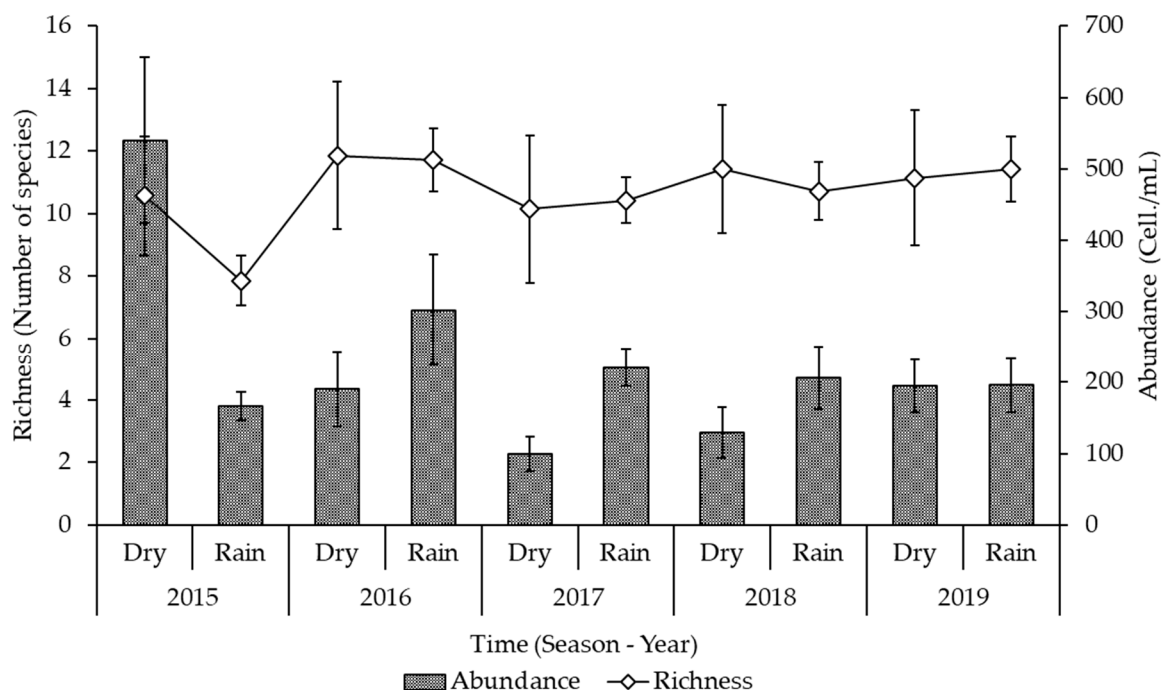 Richness (Number of species)
16
14
12
10
8
6
4
2
0
700
600
500
400
300
200
100
0
Abundance (Cell./mL)
Dry Rain Dry Rain Dry Rain Dry Rain Dry Rain
2015 2016 2017 2018 2019
Time (Season - Year)
Abundance Richness